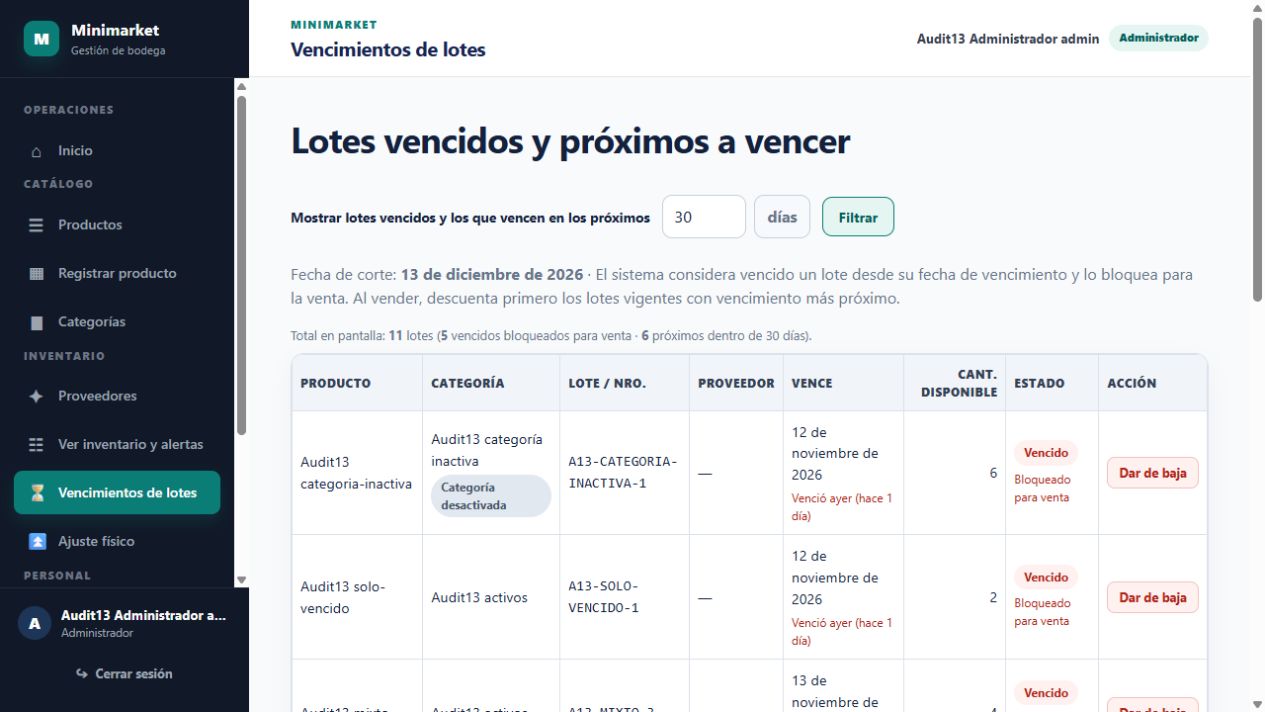 M
Minimarket
Gestión de bodega
OPERACIONES
Inicio
CATÁLOGO
Productos
Registrar producto
Categorías
INVENTARIO
Proveedores
Ver inventario y alertas
Vencimientos de lotes
Ajuste físico
PERSONAL
A
Audit13 Administrador a...
Administrador
Cerrar sesión
MINIMARKET
Vencimientos de lotes
Audit13 Administrador admin
Administrador
Lotes vencidos y próximos a vencer
Mostrar lotes vencidos y los que vencen en los próximos 30 días Filtrar
Fecha de corte: 13 de diciembre de 2026 · El sistema considera vencido un lote desde su fecha de vencimiento y lo bloquea para
la venta. Al vender, descuenta primero los lotes vigentes con vencimiento más próximo.
Total en pantalla: 11 lotes (5 vencidos bloqueados para venta · 6 próximos dentro de 30 días).
PRODUCTO
CATEGORÍA
LOTE / NRO.
PROVEEDOR
VENCE
CANT.
DISPONIBLE
ESTADO
ACCIÓN
Audit13
categoria-inactiva
Audit13 categoría
inactiva
Categoría
desactivada
A13-CATEGORIA-
INACTIVA-1
—
12 de
noviembre de
2026
Venció ayer (hace 1
día)
6
Vencido
Bloqueado
para venta
Dar de baja
Audit13 solo-
vencido
Audit13 activos
A13-SOLO-
VENCIDO-1
—
12 de
noviembre de
2026
Venció ayer (hace 1
día)
2
Vencido
Bloqueado
para venta
Dar de baja
Audit13 mixto
Audit13 activos
13 de
noviembre de
4
Vencido
Dar de baja